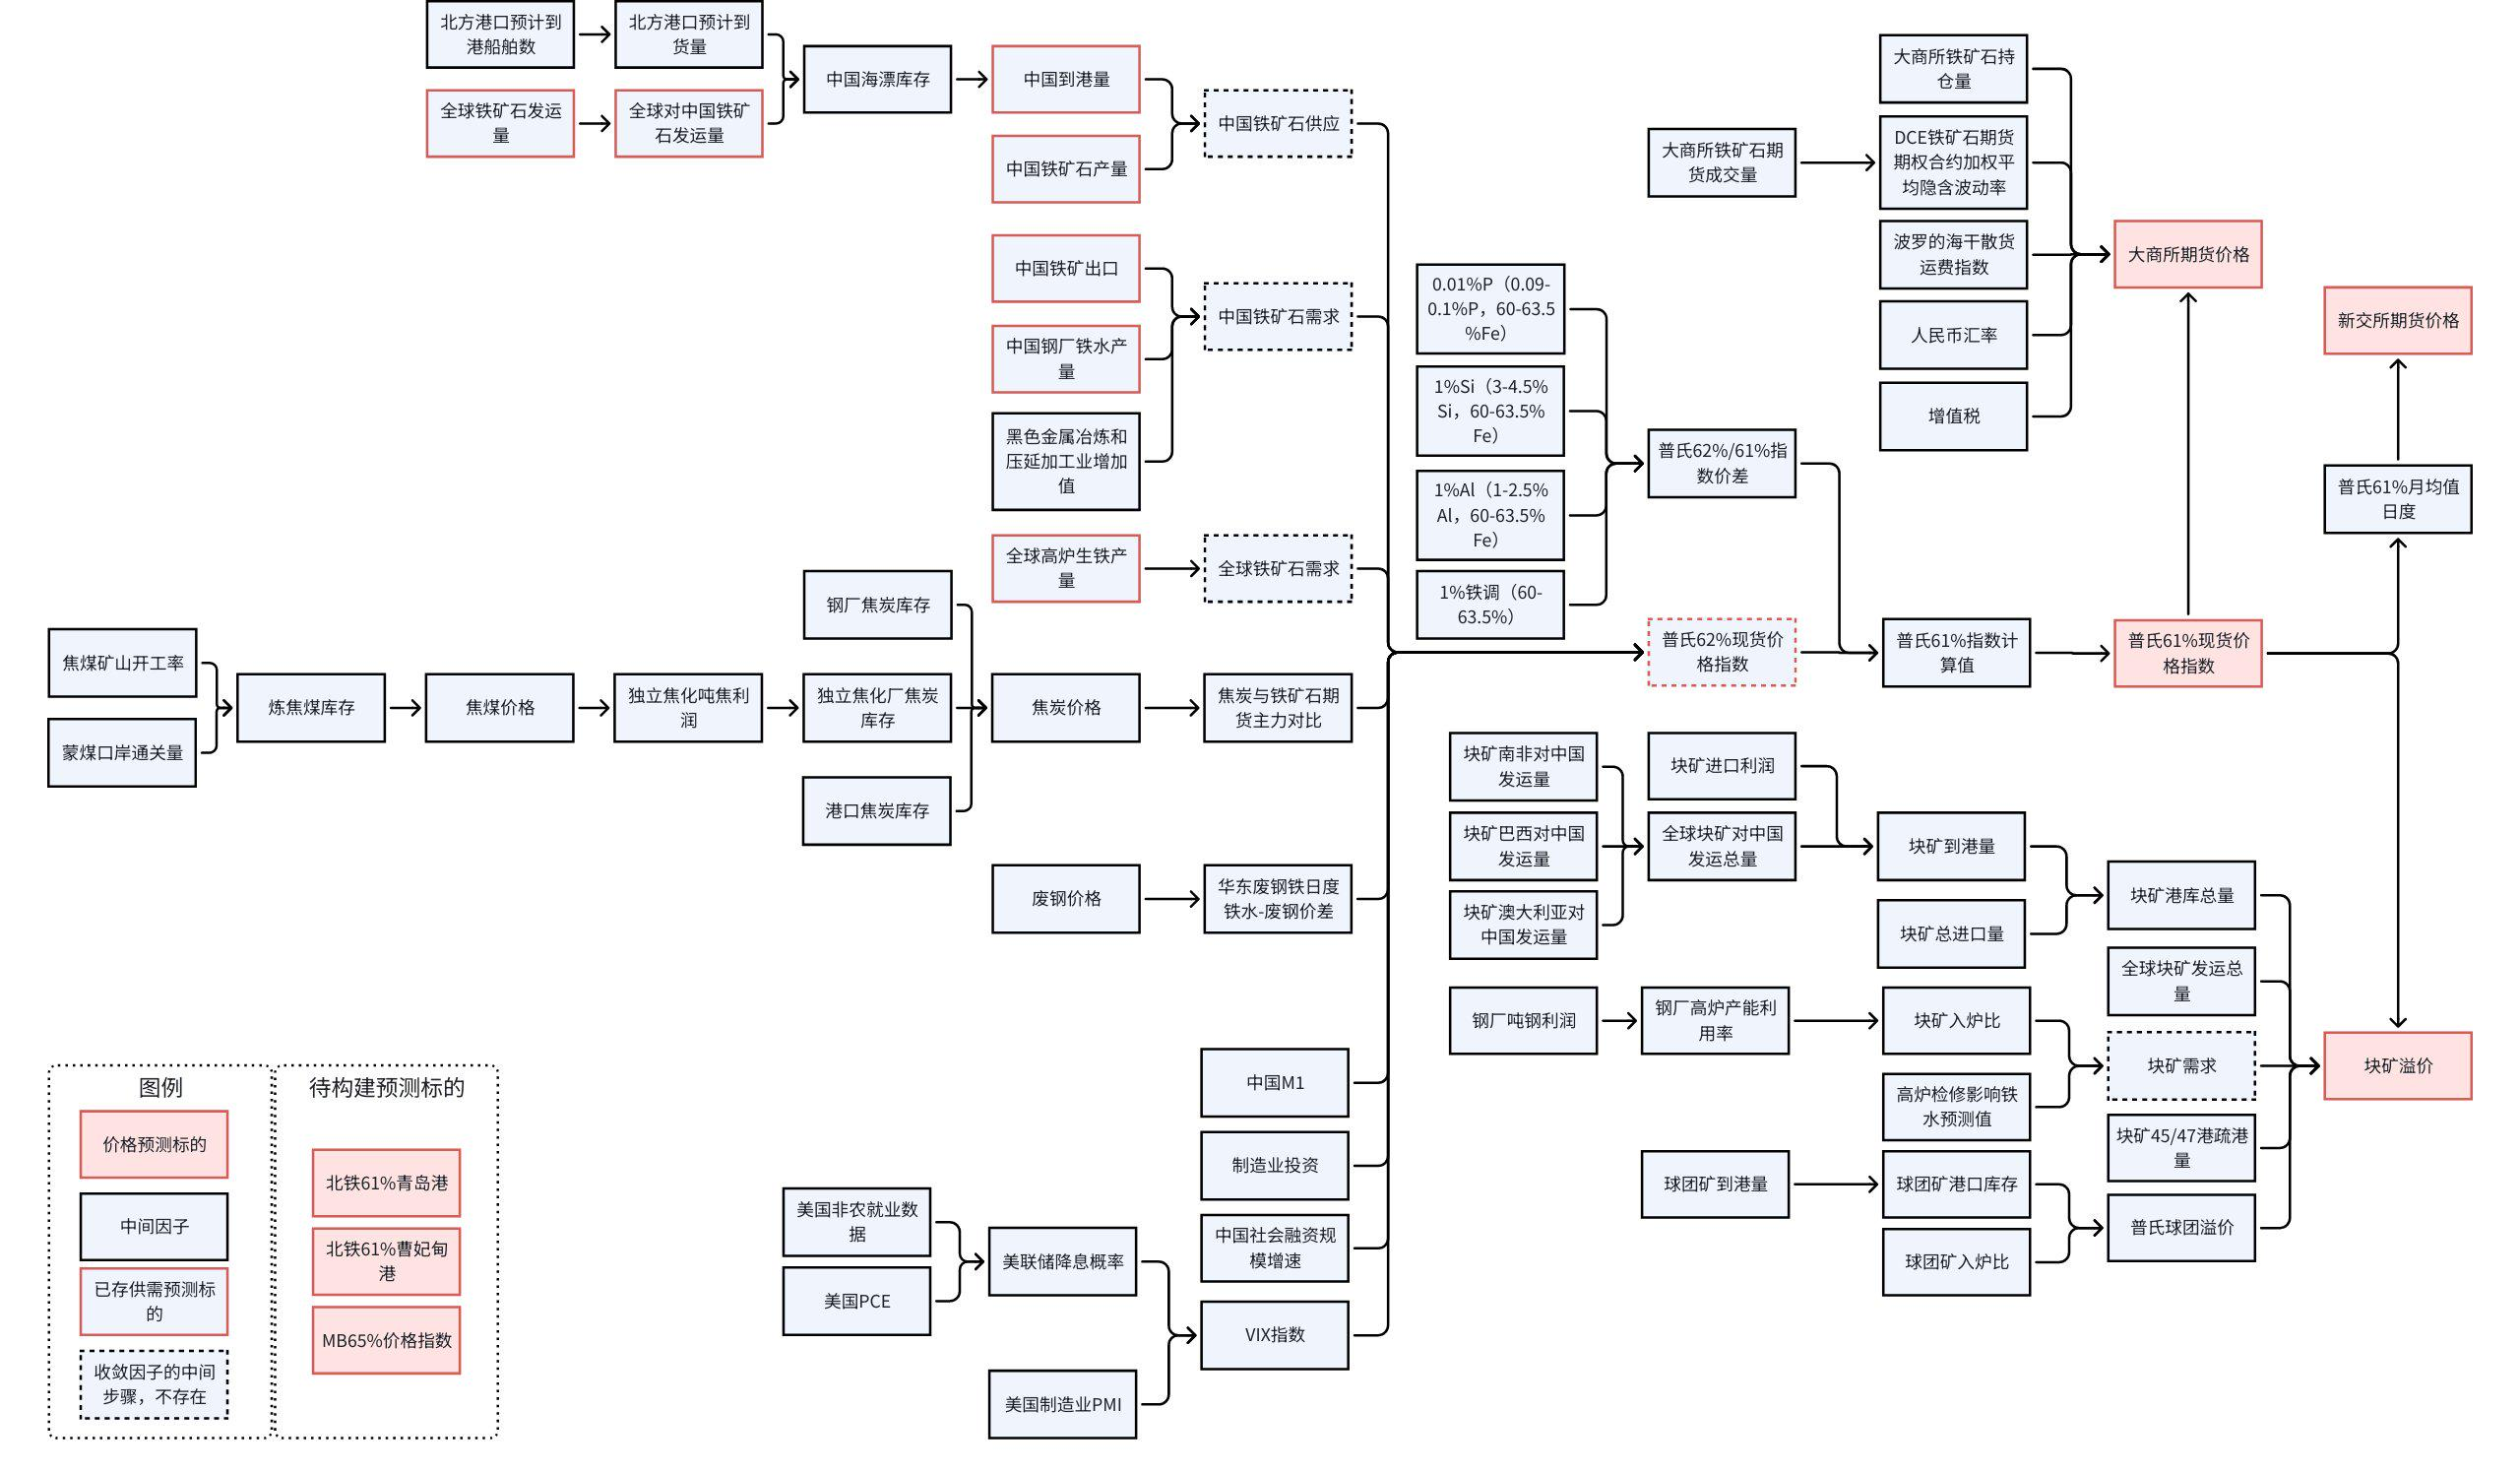 北方港口预计到
港船舶数
北方港口预计到
货量
全球铁矿石发运
量
全球对中国铁矿
石发运量
中国海漂库存
中国到港量
中国铁矿石产量
中国铁矿石供应
中国铁矿出口
中国钢厂铁水产
量
黑色金属冶炼和
压延加工业增加
值
中国铁矿石需求
全球高炉生铁产
量
全球铁矿石需求
焦煤矿山开工率
蒙煤口岸通关量
炼焦煤库存
焦煤价格
独立焦化吨焦利
润
钢厂焦炭库存
独立焦化厂焦炭
库存
港口焦炭库存
焦炭价格
焦炭与铁矿石期
货主力对比
废钢价格
华东废钢铁日度
铁水-废钢价差
中国M1
制造业投资
中国社会融资规
模增速
美国非农就业数
据
美国PCE
美联储降息概率
美国制造业PMI
VIX指数
0.01%P（0.09-
0.1%P，60-63.5
%Fe）
1%Si（3-4.5%
Si，60-63.5%
Fe）
1%Al（1-2.5%
Al，60-63.5%
Fe）
1%铁调（60-
63.5%）
普氏62%/61%指
数价差
普氏62%现货价
格指数
普氏61%指数计
算值
普氏61%现货价
格指数
大商所铁矿石期
货成交量
大商所铁矿石持
仓量
DCE铁矿石期货
期权合约加权平
均隐含波动率
波罗的海干散货
运费指数
人民币汇率
增值税
大商所期货价格
新交所期货价格
普氏61%月均值
日度
块矿南非对中国
发运量
块矿巴西对中国
发运量
块矿澳大利亚对
中国发运量
块矿进口利润
全球块矿对中国
发运总量
块矿到港量
块矿总进口量
块矿港库总量
全球块矿发运总
量
钢厂吨钢利润
钢厂高炉产能利
用率
块矿入炉比
高炉检修影响铁
水预测值
块矿需求
块矿45/47港疏港
量
球团矿到港量
球团矿港口库存
球团矿入炉比
普氏球团溢价
块矿溢价
图例
价格预测标的
中间因子
已存供需预测标
的
收敛因子的中间
步骤，不存在
待构建预测标的
北铁61%青岛港
北铁61%曹妃甸
港
MB65%价格指数